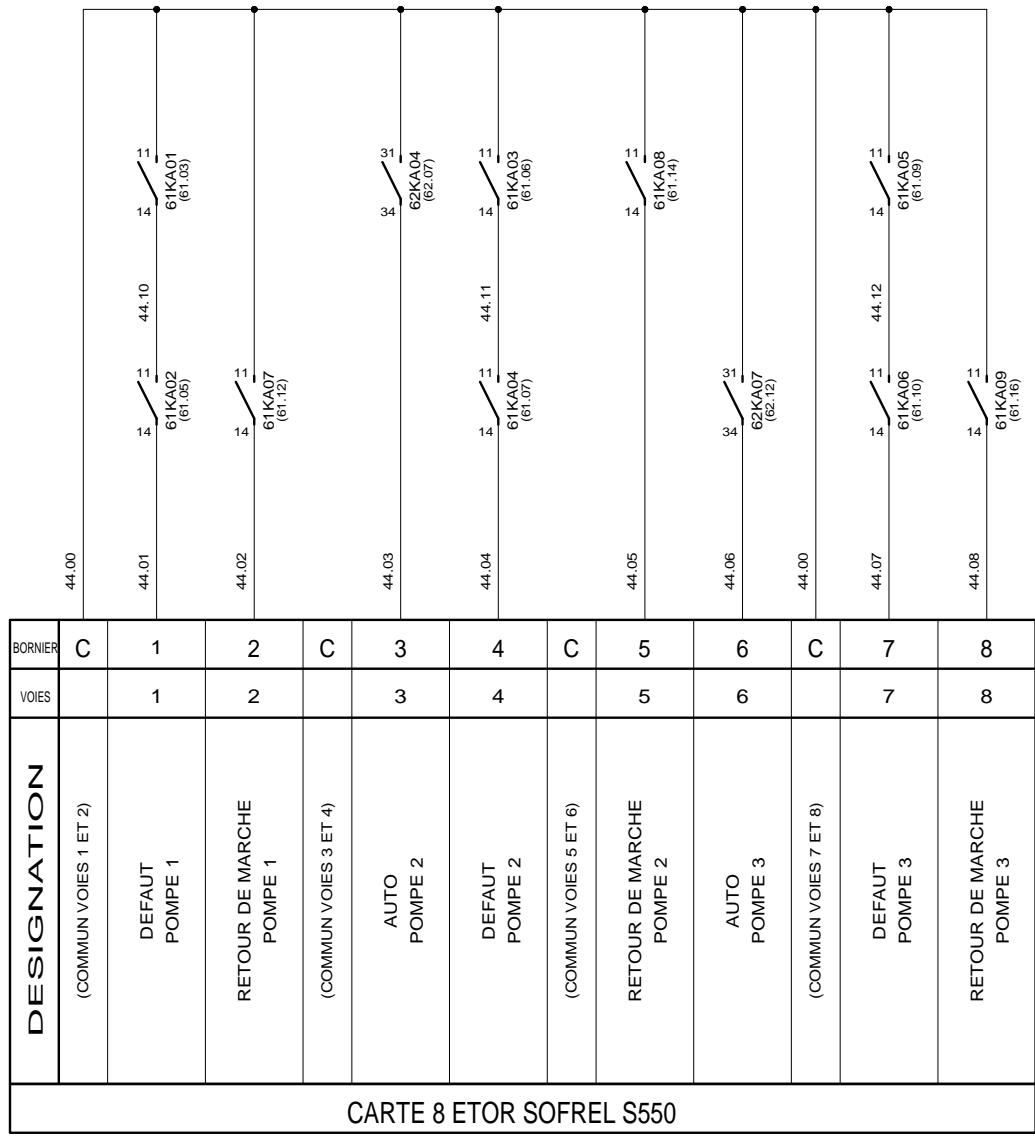 11
61KA01
(61.03)
14
31
62KA04
(62.07)
34
11
61KA03
(61.06)
14
11
61KA08
(61.14)
14
11
61KA05
(61.09)
14
44.10
44.11
44.12
11
61KA02
(61.05)
14
11
61KA07
(61.12)
14
11
61KA04
(61.07)
14
31
62KA07
(62.12)
34
11
61KA06
(61.10)
14
11
61KA09
(61.16)
14
44.00
44.01
44.02
44.03
44.04
44.05
44.06
44.00
44.07
44.08
BORNIER C 1 2 C 3 4 C 5 6 C 7 8
VOIES 1 2 3 4 5 6 7 8
DESIGNATION
(COMMUN VOIES 1 ET 2)
DEFAUT
POMPE 1
RETOUR DE MARCHE
POMPE 1
(COMMUN VOIES 3 ET 4)
AUTO
POMPE 2
DEFAUT
POMPE 2
(COMMUN VOIES 5 ET 6)
RETOUR DE MARCHE
POMPE 2
AUTO
POMPE 3
(COMMUN VOIES 7 ET 8)
DEFAUT
POMPE 3
RETOUR DE MARCHE
POMPE 3
CARTE 8 ETOR SOFREL S550